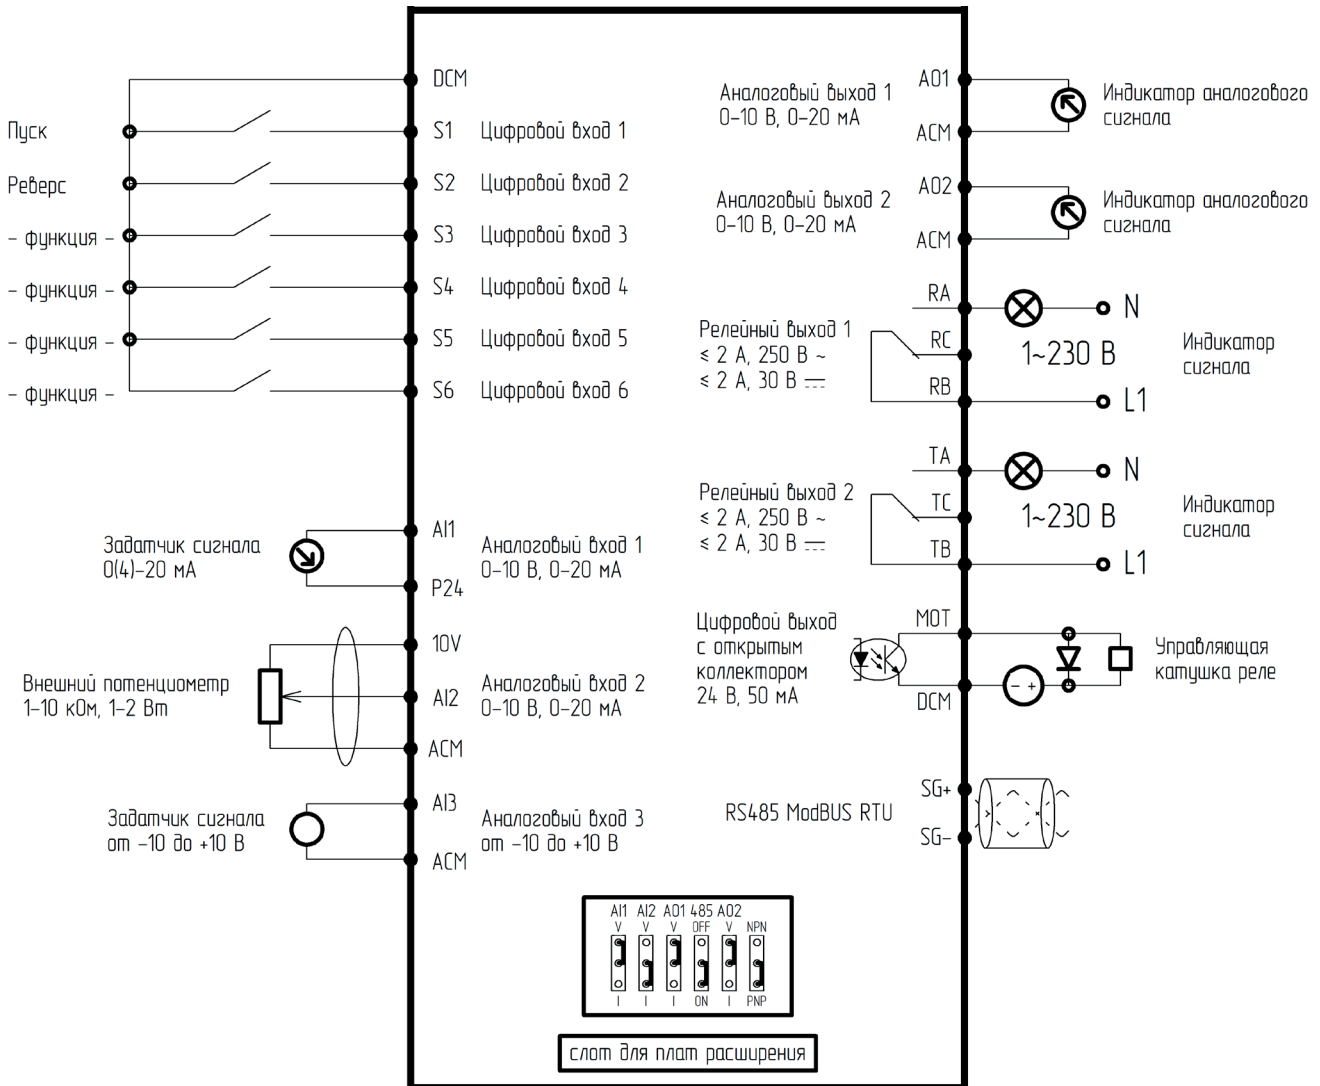 DCM
Пуск
S1 Цифровой вход 1
Реверс
S2 Цифровой вход 2
- функция -
S3 Цифровой вход 3
- функция -
S4 Цифровой вход 4
- функция -
S5 Цифровой вход 5
- функция -
S6 Цифровой вход 6
Задатчик сигнала
0(4)-20 мА
AI1
P24
Аналоговый вход 1
0-10 В, 0-20 мА
Внешний потенциометр
1-10 кОм, 1-2 Вт
10V
AI2
ACM
Аналоговый вход 2
0-10 В, 0-20 мА
Задатчик сигнала
от -10 до +10 В
AI3
ACM
Аналоговый вход 3
от -10 до +10 В
Аналоговый выход 1
0-10 В, 0-20 мА
AO1
ACM
Индикатор аналогового
сигнала
Аналоговый выход 2
0-10 В, 0-20 мА
AO2
ACM
Индикатор аналогового
сигнала
Релейный выход 1
≤ 2 А, 250 В ~
≤ 2 А, 30 В ⎓
RA
RC
RB
N
1~230 В
L1
Индикатор
сигнала
Релейный выход 2
≤ 2 А, 250 В ~
≤ 2 А, 30 В ⎓
TA
TC
TB
N
1~230 В
L1
Индикатор
сигнала
Цифровой выход
с открытым
коллектором
24 В, 50 мА
MOT
DCM
- +
Управляющая
катушка реле
RS485 ModBUS RTU
SG+
SG-
AI1 AI2 AO1 485 AO2
V V V OFF V NPN
I I I ON I PNP
слот для плат расширения